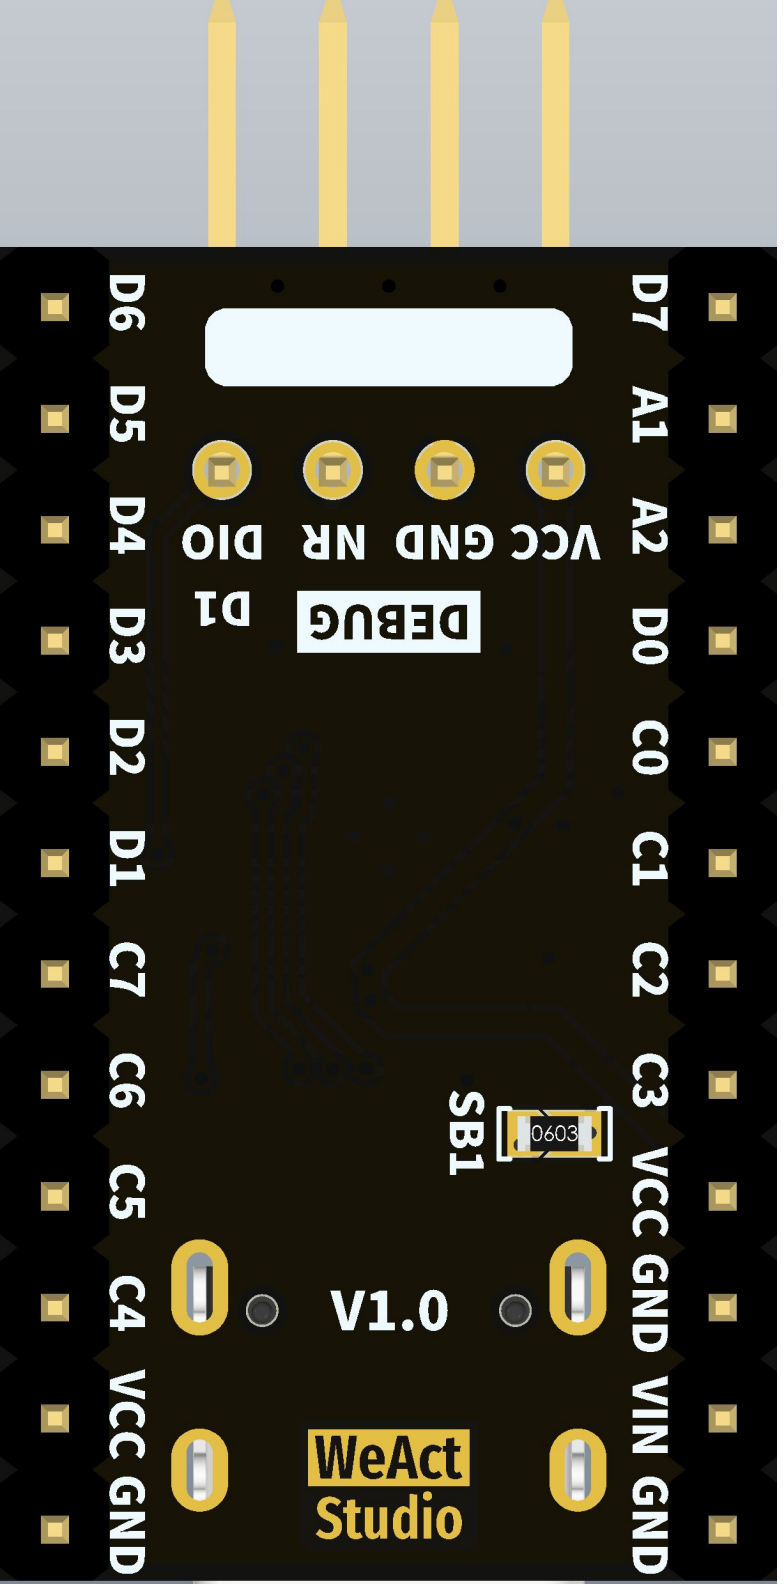 D6
D5
D4
D3
D2
D1
C7
C6
C5
C4
VCC
GND
DIO
NR
GND
VCC
D1
DEBUG
SB1
0603
V1.0
WeAct
Studio
D7
A1
A2
D0
C0
C1
C2
C3
VCC
GND
VIN
GND